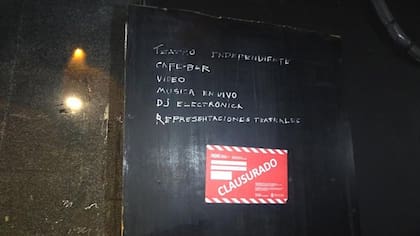 TEATRO INDEPENDIENTE
CAFE-BAR
VIDEO
MUSICA EN VIVO
DJ ELECTRONICA
REPRESENTACIONES TEATRALES
CLAUSURADO